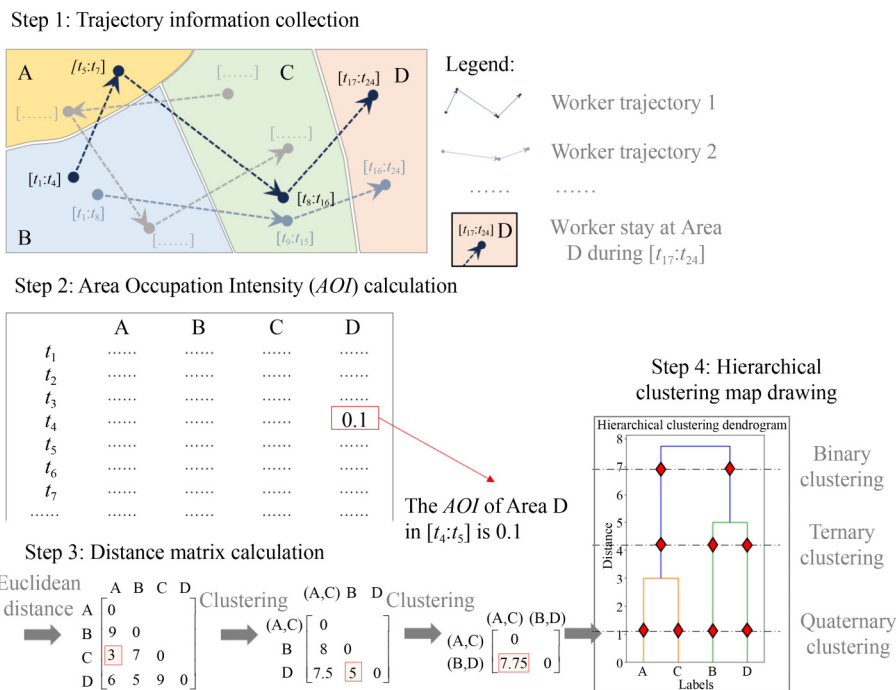 Step 1: Trajectory information collection
A
/t₅:t₇]
C
[......]
D
[t₁₇:t₂₄]
[......]
[......]
[t₁:t₄]
[t₁:t₈]
[t₈:t₁₆]
[t₁₆:t₂₄]
B
[......]
[t₉:t₁₅]
Legend:
Worker trajectory 1
Worker trajectory 2
...... ......
[t₁₇:t₂₄] D
Worker stay at Area
D during [t₁₇:t₂₄]
Step 2: Area Occupation Intensity (AOI) calculation
A B C D
t₁ ...... ...... ...... ......
t₂ ...... ...... ...... ......
t₃ ...... ...... ...... ......
t₄ ...... ...... ...... 0.1
t₅ ...... ...... ...... ......
t₆ ...... ...... ...... ......
t₇ ...... ...... ...... ......
...... ...... ...... ...... ......
The AOI of Area D
in [t₄:t₅] is 0.1
Step 3: Distance matrix calculation
Euclidean
distance
A B C D
A 0
B 9 0
C 3 7 0
D 6 5 9 0
Clustering
(A,C) B D
(A,C) 0
B 8 0
D 7.5 5 0
Clustering
(A,C) (B,D)
(A,C) 0
(B,D) 7.75 0
Step 4: Hierarchical
clustering map drawing
Hierarchical clustering dendrogram
8
7
6
5
4
3
2
1
0
Distance
A C B D
Labels
Binary
clustering
Ternary
clustering
Quaternary
clustering